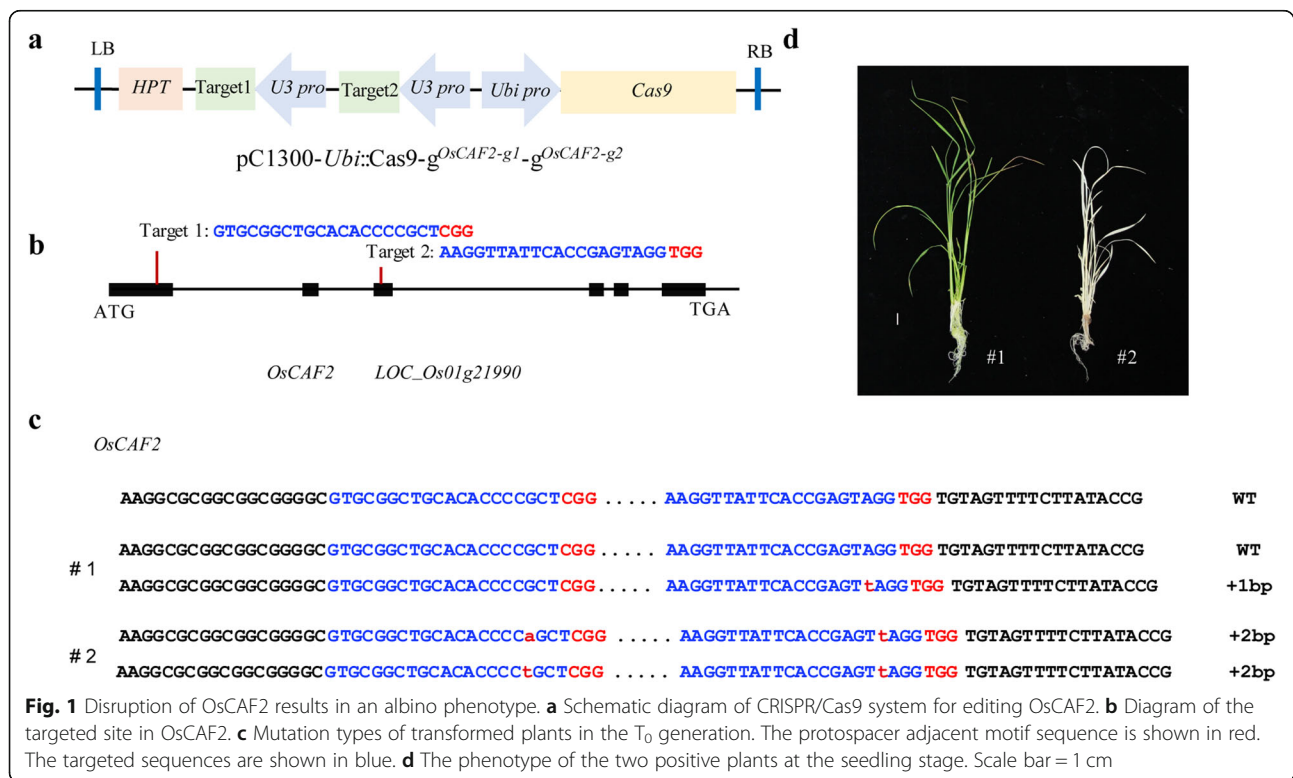 a
LB
RB
HPT Target1 U3 pro Target2 U3 pro Ubi pro Cas9
pC1300-Ubi::Cas9-g^OsCAF2-g1-g^OsCAF2-g2
b
Target 1: GTGCGGCTGCACACCCCGCTCGG
Target 2: AAGGTTATTCACCGAGTAGGTGG
ATG
TGA
OsCAF2 LOC_Os01g21990
c
OsCAF2
AAGGCGCGGCGGCGGGGCGTGCGGCTGCACACCCCGCTCGG ..... AAGGTTATTCACCGAGTAGGTGG TGTAGTTTTCTTATACCG WT
#1
AAGGCGCGGCGGCGGGGCGTGCGGCTGCACACCCCGCTCGG ..... AAGGTTATTCACCGAGTAGGTGG TGTAGTTTTCTTATACCG WT
AAGGCGCGGCGGCGGGGCGTGCGGCTGCACACCCCGCTCGG ..... AAGGTTATTCACCGAGTtAGGTGG TGTAGTTTTCTTATACCG +1bp
#2
AAGGCGCGGCGGCGGGGCGTGCGGCTGCACACCCCaGCTCGG ..... AAGGTTATTCACCGAGTtAGGTGG TGTAGTTTTCTTATACCG +2bp
AAGGCGCGGCGGCGGGGCGTGCGGCTGCACACCCCtGCTCGG ..... AAGGTTATTCACCGAGTtAGGTGG TGTAGTTTTCTTATACCG +2bp
d
#1
#2
Fig. 1 Disruption of OsCAF2 results in an albino phenotype. a Schematic diagram of CRISPR/Cas9 system for editing OsCAF2. b Diagram of the
targeted site in OsCAF2. c Mutation types of transformed plants in the T0 generation. The protospacer adjacent motif sequence is shown in red.
The targeted sequences are shown in blue. d The phenotype of the two positive plants at the seedling stage. Scale bar = 1 cm